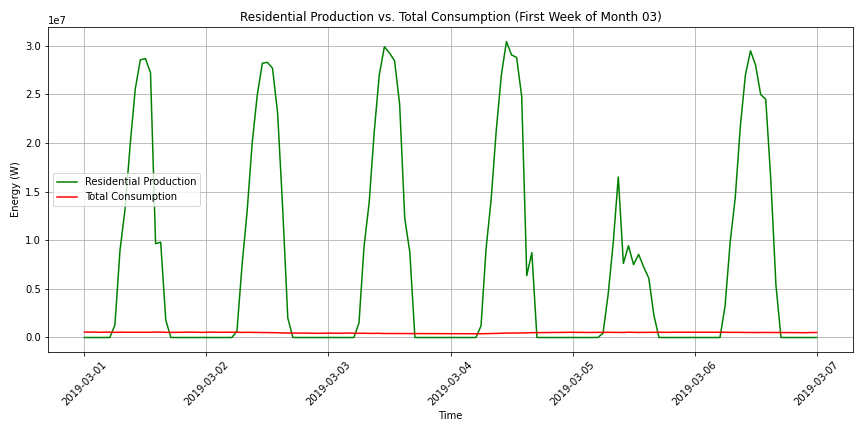 Residential Production vs. Total Consumption (First Week of Month 03)
1e7
3.0
2.5
2.0
1.5
1.0
0.5
0.0
Energy (W)
Residential Production
Total Consumption
2019-03-01
2019-03-02
2019-03-03
2019-03-04
2019-03-05
2019-03-06
2019-03-07
Time